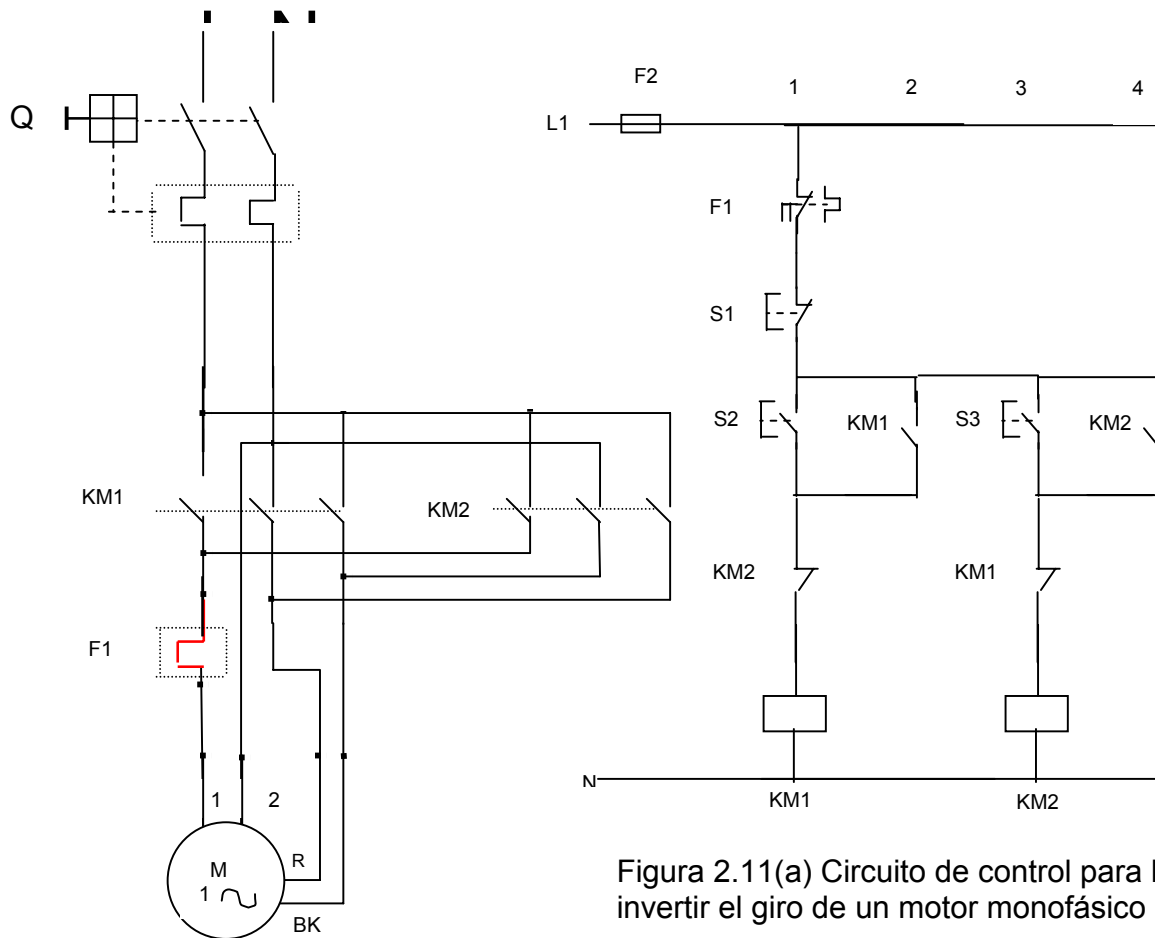 Q
KM1
KM2
F1
1 2
M
1
R
BK
F2 1 2 3 4
L1
F1
S1
S2 KM1 S3 KM2
KM2 KM1
N
KM1 KM2
Figura 2.11(a) Circuito de control para
invertir el giro de un motor monofásico